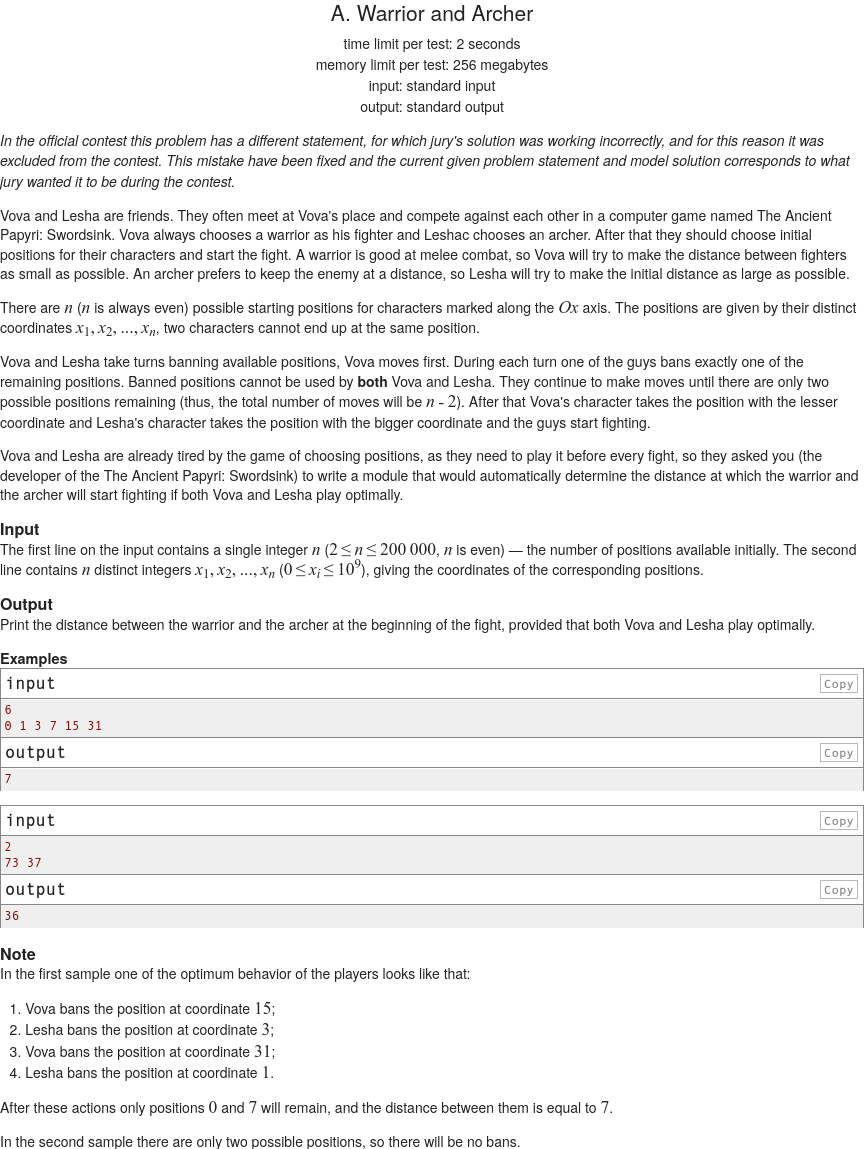 A. Warrior and Archer
time limit per test: 2 seconds
memory limit per test: 256 megabytes
input: standard input
output: standard output
In the official contest this problem has a different statement, for which jury's solution was working incorrectly, and for this reason it was
excluded from the contest. This mistake have been fixed and the current given problem statement and model solution corresponds to what
jury wanted it to be during the contest.
Vova and Lesha are friends. They often meet at Vova's place and compete against each other in a computer game named The Ancient
Papyri: Swordsink. Vova always chooses a warrior as his fighter and Leshac chooses an archer. After that they should choose initial
positions for their characters and start the fight. A warrior is good at melee combat, so Vova will try to make the distance between fighters
as small as possible. An archer prefers to keep the enemy at a distance, so Lesha will try to make the initial distance as large as possible.
There are n (n is always even) possible starting positions for characters marked along the Ox axis. The positions are given by their distinct
coordinates x₁, x₂, ..., xₙ, two characters cannot end up at the same position.
Vova and Lesha take turns banning available positions, Vova moves first. During each turn one of the guys bans exactly one of the
remaining positions. Banned positions cannot be used by both Vova and Lesha. They continue to make moves until there are only two
possible positions remaining (thus, the total number of moves will be n - 2). After that Vova's character takes the position with the lesser
coordinate and Lesha's character takes the position with the bigger coordinate and the guys start fighting.
Vova and Lesha are already tired by the game of choosing positions, as they need to play it before every fight, so they asked you (the
developer of the The Ancient Papyri: Swordsink) to write a module that would automatically determine the distance at which the warrior and
the archer will start fighting if both Vova and Lesha play optimally.
Input
The first line on the input contains a single integer n (2 ≤ n ≤ 200 000, n is even) — the number of positions available initially. The second
line contains n distinct integers x₁, x₂, ..., xₙ (0 ≤ xᵢ ≤ 10⁹), giving the coordinates of the corresponding positions.
Output
Print the distance between the warrior and the archer at the beginning of the fight, provided that both Vova and Lesha play optimally.
Examples
input Copy
6
0 1 3 7 15 31
output Copy
7
input Copy
2
73 37
output Copy
36
Note
In the first sample one of the optimum behavior of the players looks like that:
1. Vova bans the position at coordinate 15;
2. Lesha bans the position at coordinate 3;
3. Vova bans the position at coordinate 31;
4. Lesha bans the position at coordinate 1.
After these actions only positions 0 and 7 will remain, and the distance between them is equal to 7.
In the second sample there are only two possible positions, so there will be no bans.